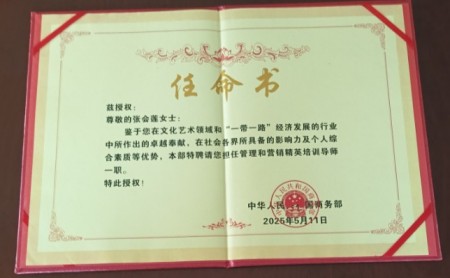 任命书
兹授权：
尊敬的张会莲女士：
鉴于您在文化艺术领域和“一带一路”经济发展的行业
中所作出的卓越奉献，在社会各界所具备的影响力及个人综
合素质等优势，本部特聘请您担任管理和营销精英培训导师
一职。
特此授权！
中华人民共和国商务部
2025年5月11日